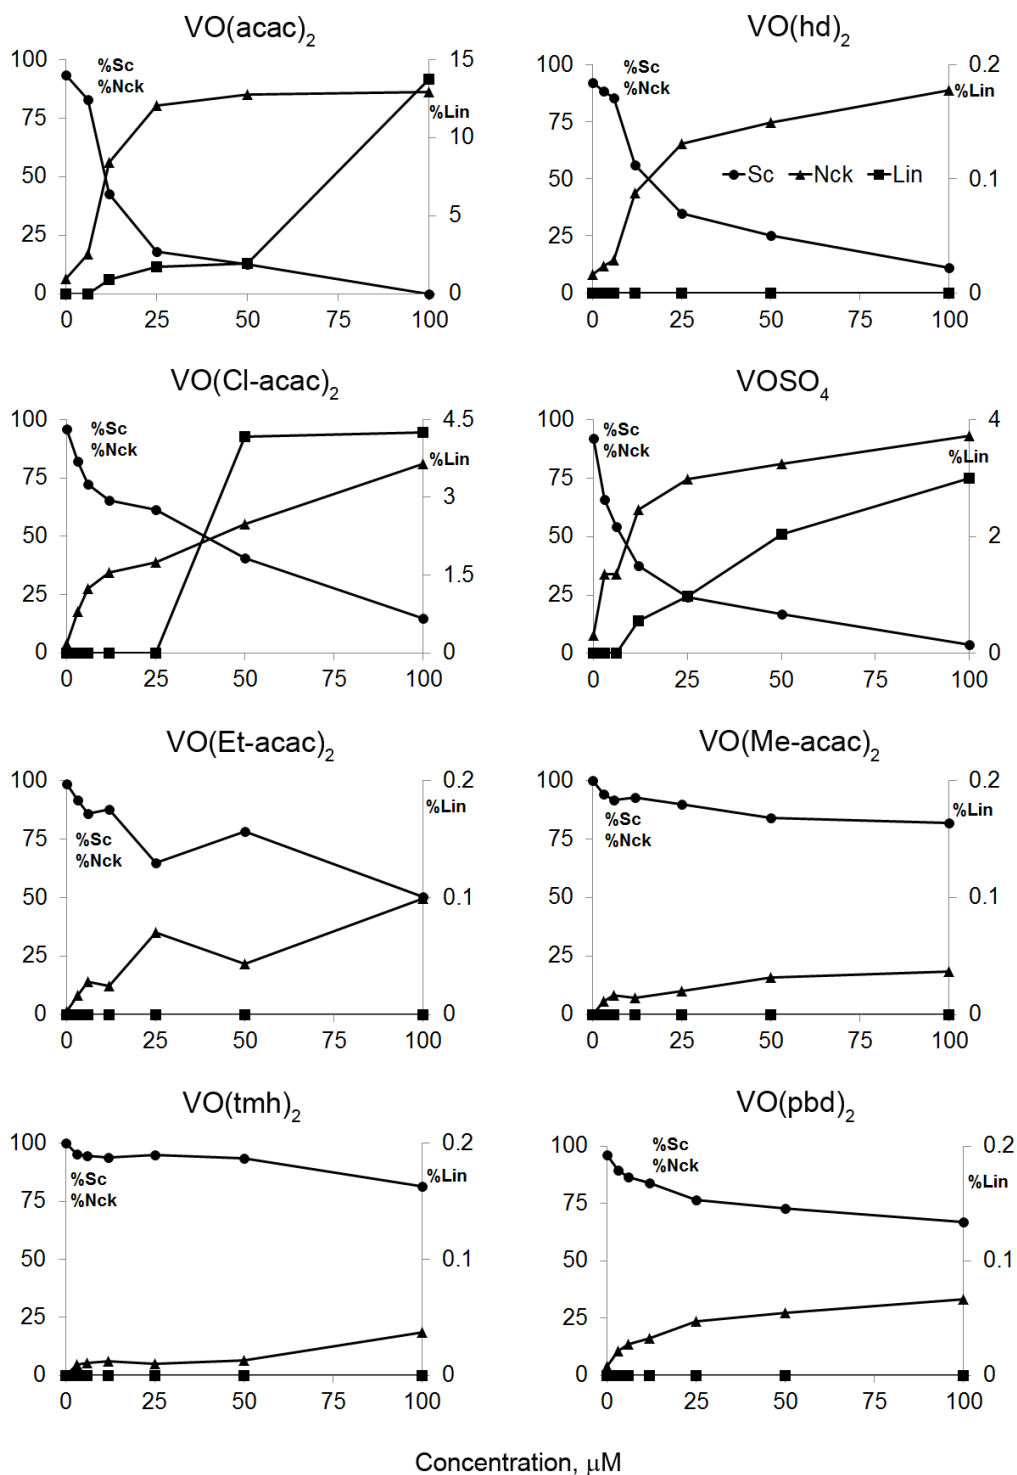 VO(acac)₂
100
75
50
25
0
%Sc
%Nck
15
10
5
0
%Lin
0 25 50 75 100
VO(hd)₂
100
75
50
25
0
%Sc
%Nck
0.2
0.1
0
%Lin
Sc Nck Lin
0 25 50 75 100
VO(Cl-acac)₂
100
75
50
25
0
%Sc
%Nck
4.5
3
1.5
0
%Lin
0 25 50 75 100
VOSO₄
100
75
50
25
0
%Sc
%Nck
4
2
0
%Lin
0 25 50 75 100
VO(Et-acac)₂
100
75
50
25
0
%Sc
%Nck
0.2
0.1
0
%Lin
0 25 50 75 100
VO(Me-acac)₂
100
75
50
25
0
%Sc
%Nck
0.2
0.1
0
%Lin
0 25 50 75 100
VO(tmh)₂
100
75
50
25
0
%Sc
%Nck
0.2
0.1
0
%Lin
0 25 50 75 100
VO(pbd)₂
100
75
50
25
0
%Sc
%Nck
0.2
0.1
0
%Lin
0 25 50 75 100
Concentration, µM